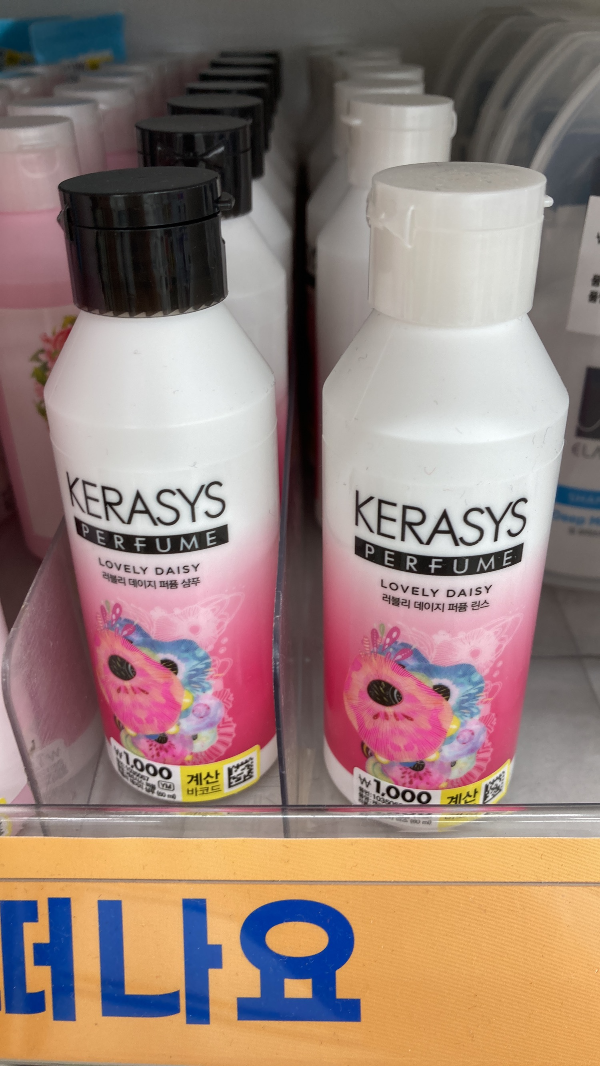 KERASYS
PERFUME
LOVELY DAISY
러블리 데이지 퍼퓸 샴푸
₩1,000
계산
바코드
KERASYS
PERFUME
LOVELY DAISY
러블리 데이지 퍼퓸 린스
₩1,000
계산
떠나요